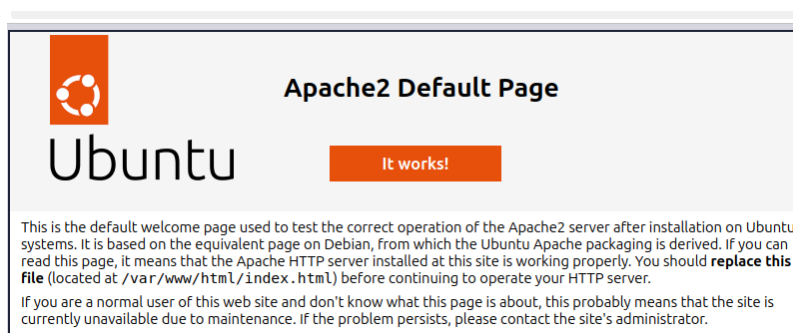 Apache2 Default Page
Ubuntu
It works!
This is the default welcome page used to test the correct operation of the Apache2 server after installation on Ubuntu
systems. It is based on the equivalent page on Debian, from which the Ubuntu Apache packaging is derived. If you can
read this page, it means that the Apache HTTP server installed at this site is working properly. You should replace this
file (located at /var/www/html/index.html) before continuing to operate your HTTP server.
If you are a normal user of this web site and don't know what this page is about, this probably means that the site is
currently unavailable due to maintenance. If the problem persists, please contact the site's administrator.